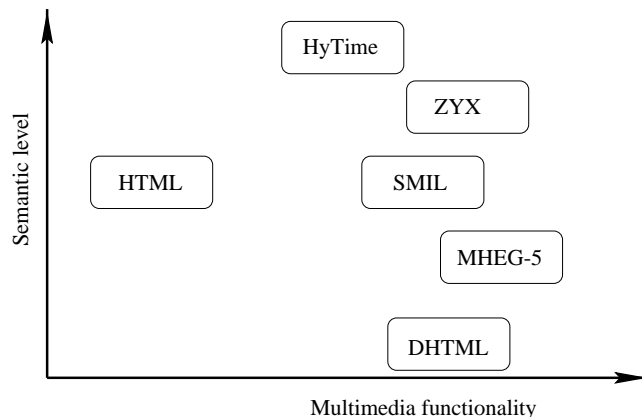 HyTime
ZYX
HTML
SMIL
MHEG-5
DHTML
Semantic level
Multimedia functionality